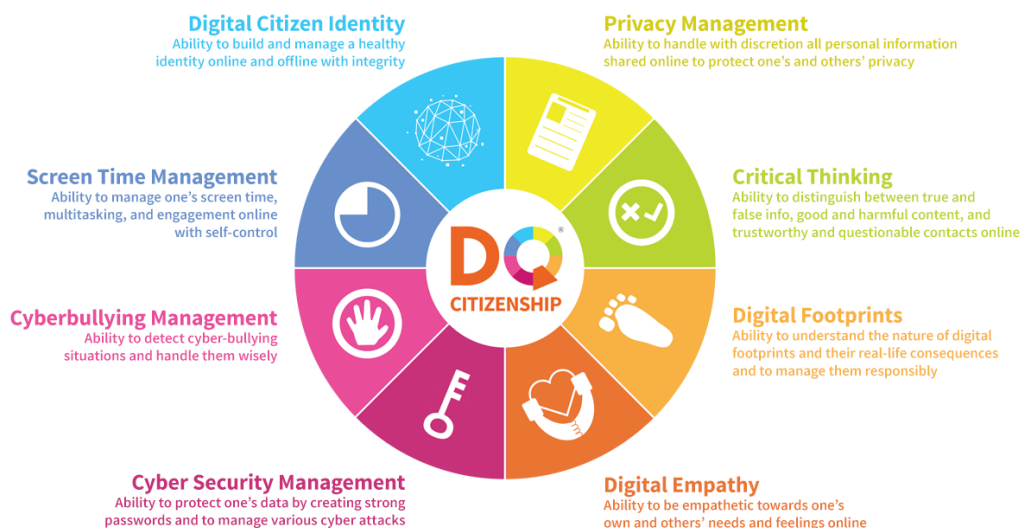 Digital Citizen Identity
Ability to build and manage a healthy
identity online and offline with integrity
Privacy Management
Ability to handle with discretion all personal information
shared online to protect one's and others' privacy
Screen Time Management
Ability to manage one's screen time,
multitasking, and engagement online
with self-control
Critical Thinking
Ability to distinguish between true and
false info, good and harmful content, and
trustworthy and questionable contacts online
DQ®
CITIZENSHIP
Cyberbullying Management
Ability to detect cyber-bullying
situations and handle them wisely
Digital Footprints
Ability to understand the nature of digital
footprints and their real-life consequences
and to manage them responsibly
Cyber Security Management
Ability to protect one's data by creating strong
passwords and to manage various cyber attacks
Digital Empathy
Ability to be empathetic towards one's
own and others' needs and feelings online